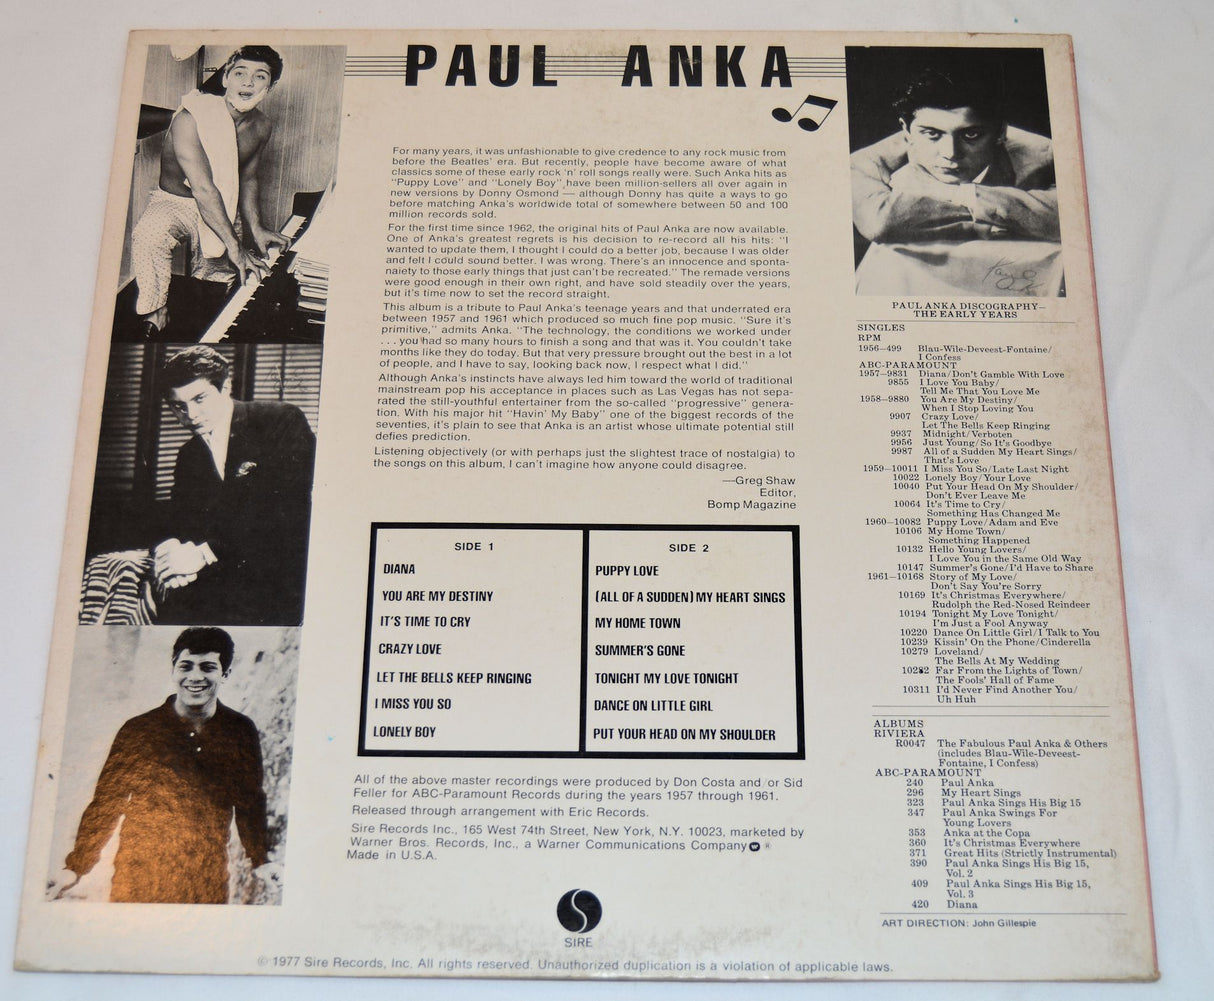 PAUL ANKA
For many years, it was unfashionable to give credence to any rock music from
before the Beatles' era. But recently, people have become aware of what
classics some of these early rock 'n' roll songs really were. Such Anka hits as
"Puppy Love" and "Lonely Boy" have been million-sellers all over again in
new versions by Donny Osmond — although Donny has quite a ways to go
before matching Anka's worldwide total of somewhere between 50 and 100
million records sold.
For the first time since 1962, the original hits of Paul Anka are now available.
One of Anka's greatest regrets is his decision to re-record all his hits: "I
wanted to update them, I thought I could do a better job, because I was older
and felt I could sound better. I was wrong. There's an innocence and sponta-
naiety to those early things that just can't be recreated." The remade versions
were good enough in their own right, and have sold steadily over the years,
but it's time now to set the record straight.
This album is a tribute to Paul Anka's teenage years and that underrated era
between 1957 and 1961 which produced so much fine pop music. "Sure it's
primitive," admits Anka. "The technology, the conditions we worked under
. . . you had so many hours to finish a song and that was it. You couldn't take
months like they do today. But that very pressure brought out the best in a lot
of people, and I have to say, looking back now, I respect what I did."
Although Anka's instincts have always led him toward the world of traditional
mainstream pop his acceptance in places such as Las Vegas has not sepa-
rated the still-youthful entertainer from the so-called "progressive" genera-
tion. With his major hit "Havin' My Baby" one of the biggest records of the
seventies, it's plain to see that Anka is an artist whose ultimate potential still
defies prediction.
Listening objectively (or with perhaps just the slightest trace of nostalgia) to
the songs on this album, I can't imagine how anyone could disagree.
—Greg Shaw
Editor,
Bomp Magazine
SIDE 1
DIANA
YOU ARE MY DESTINY
IT'S TIME TO CRY
CRAZY LOVE
LET THE BELLS KEEP RINGING
I MISS YOU SO
LONELY BOY
SIDE 2
PUPPY LOVE
(ALL OF A SUDDEN) MY HEART SINGS
MY HOME TOWN
SUMMER'S GONE
TONIGHT MY LOVE TONIGHT
DANCE ON LITTLE GIRL
PUT YOUR HEAD ON MY SHOULDER
All of the above master recordings were produced by Don Costa and/or Sid
Feller for ABC-Paramount Records during the years 1957 through 1961.
Released through arrangement with Eric Records.
Sire Records Inc., 165 West 74th Street, New York, N.Y. 10023, marketed by
Warner Bros. Records, Inc., a Warner Communications Company ®
Made in U.S.A.
S
SIRE
© 1977 Sire Records, Inc. All rights reserved. Unauthorized duplication is a violation of applicable laws.
PAUL ANKA DISCOGRAPHY—
THE EARLY YEARS
SINGLES
RPM
1956—499 Blau-Wile-Deveest-Fontaine/
I Confess
ABC-PARAMOUNT
1957—9831 Diana/Don't Gamble With Love
9855 I Love You Baby/
Tell Me That You Love Me
1958—9880 You Are My Destiny/
When I Stop Loving You
9907 Crazy Love/
Let The Bells Keep Ringing
9937 Midnight/Verboten
9956 Just Young/So It's Goodbye
9987 All of a Sudden My Heart Sings/
That's Love
1959—10011 I Miss You So/Late Last Night
10022 Lonely Boy/Your Love
10040 Put Your Head On My Shoulder/
Don't Ever Leave Me
10064 It's Time to Cry/
Something Has Changed Me
1960—10082 Puppy Love/Adam and Eve
10106 My Home Town/
Something Happened
10132 Hello Young Lovers/
I Love You in the Same Old Way
10147 Summer's Gone/I'd Have to Share
1961—10168 Story of My Love/
Don't Say You're Sorry
10169 It's Christmas Everywhere/
Rudolph the Red-Nosed Reindeer
10194 Tonight My Love Tonight/
I'm Just a Fool Anyway
10220 Dance On Little Girl/I Talk to You
10239 Kissin' On the Phone/Cinderella
10279 Loveland/
The Bells At My Wedding
10282 Far From the Lights of Town/
The Fools' Hall of Fame
10311 I'd Never Find Another You/
Uh Huh
ALBUMS
RIVIERA
R0047 The Fabulous Paul Anka & Others
(includes Blau-Wile-Deveest-
Fontaine, I Confess)
ABC-PARAMOUNT
240 Paul Anka
296 My Heart Sings
323 Paul Anka Sings His Big 15
347 Paul Anka Swings For
Young Lovers
353 Anka at the Copa
360 It's Christmas Everywhere
371 Great Hits (Strictly Instrumental)
390 Paul Anka Sings His Big 15,
Vol. 2
409 Paul Anka Sings His Big 15,
Vol. 3
420 Diana
ART DIRECTION: John Gillespie